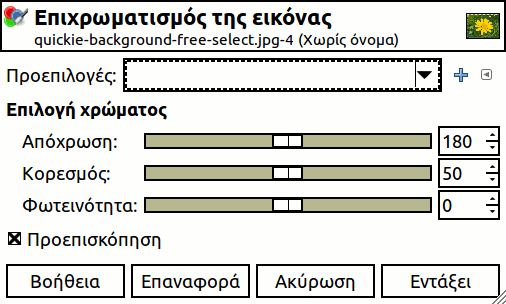 Επιχρωματισμός της εικόνας
quickie-background-free-select.jpg-4 (Χωρίς όνομα)
Προεπιλογές:
Επιλογή χρώματος
Απόχρωση: 180
Κορεσμός: 50
Φωτεινότητα: 0
Προεπισκόπηση
Βοήθεια Επαναφορά Ακύρωση Εντάξει